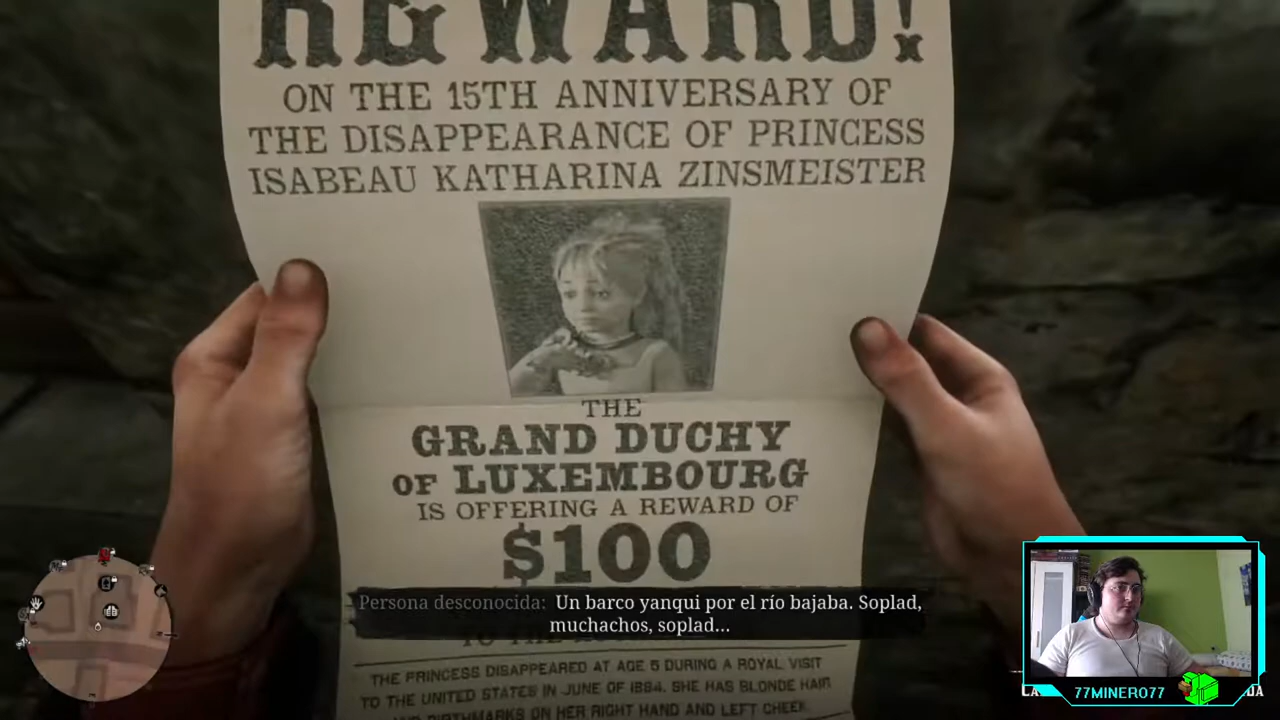 REWARD!
ON THE 15TH ANNIVERSARY OF
THE DISAPPEARANCE OF PRINCESS
ISABEAU KATHARINA ZINSMEISTER
THE
GRAND DUCHY
OF LUXEMBOURG
IS OFFERING A REWARD OF
$100
Persona desconocida: Un barco yanqui por el río bajaba. Soplad,
muchachos, soplad...
THE PRINCESS DISAPPEARED AT AGE 5 DURING A ROYAL VISIT
TO THE UNITED STATES IN JUNE OF 1884. SHE HAS BLONDE HAIR
AND BIRTHMARKS ON HER RIGHT HAND AND LEFT CHEEK.
77MINERO77